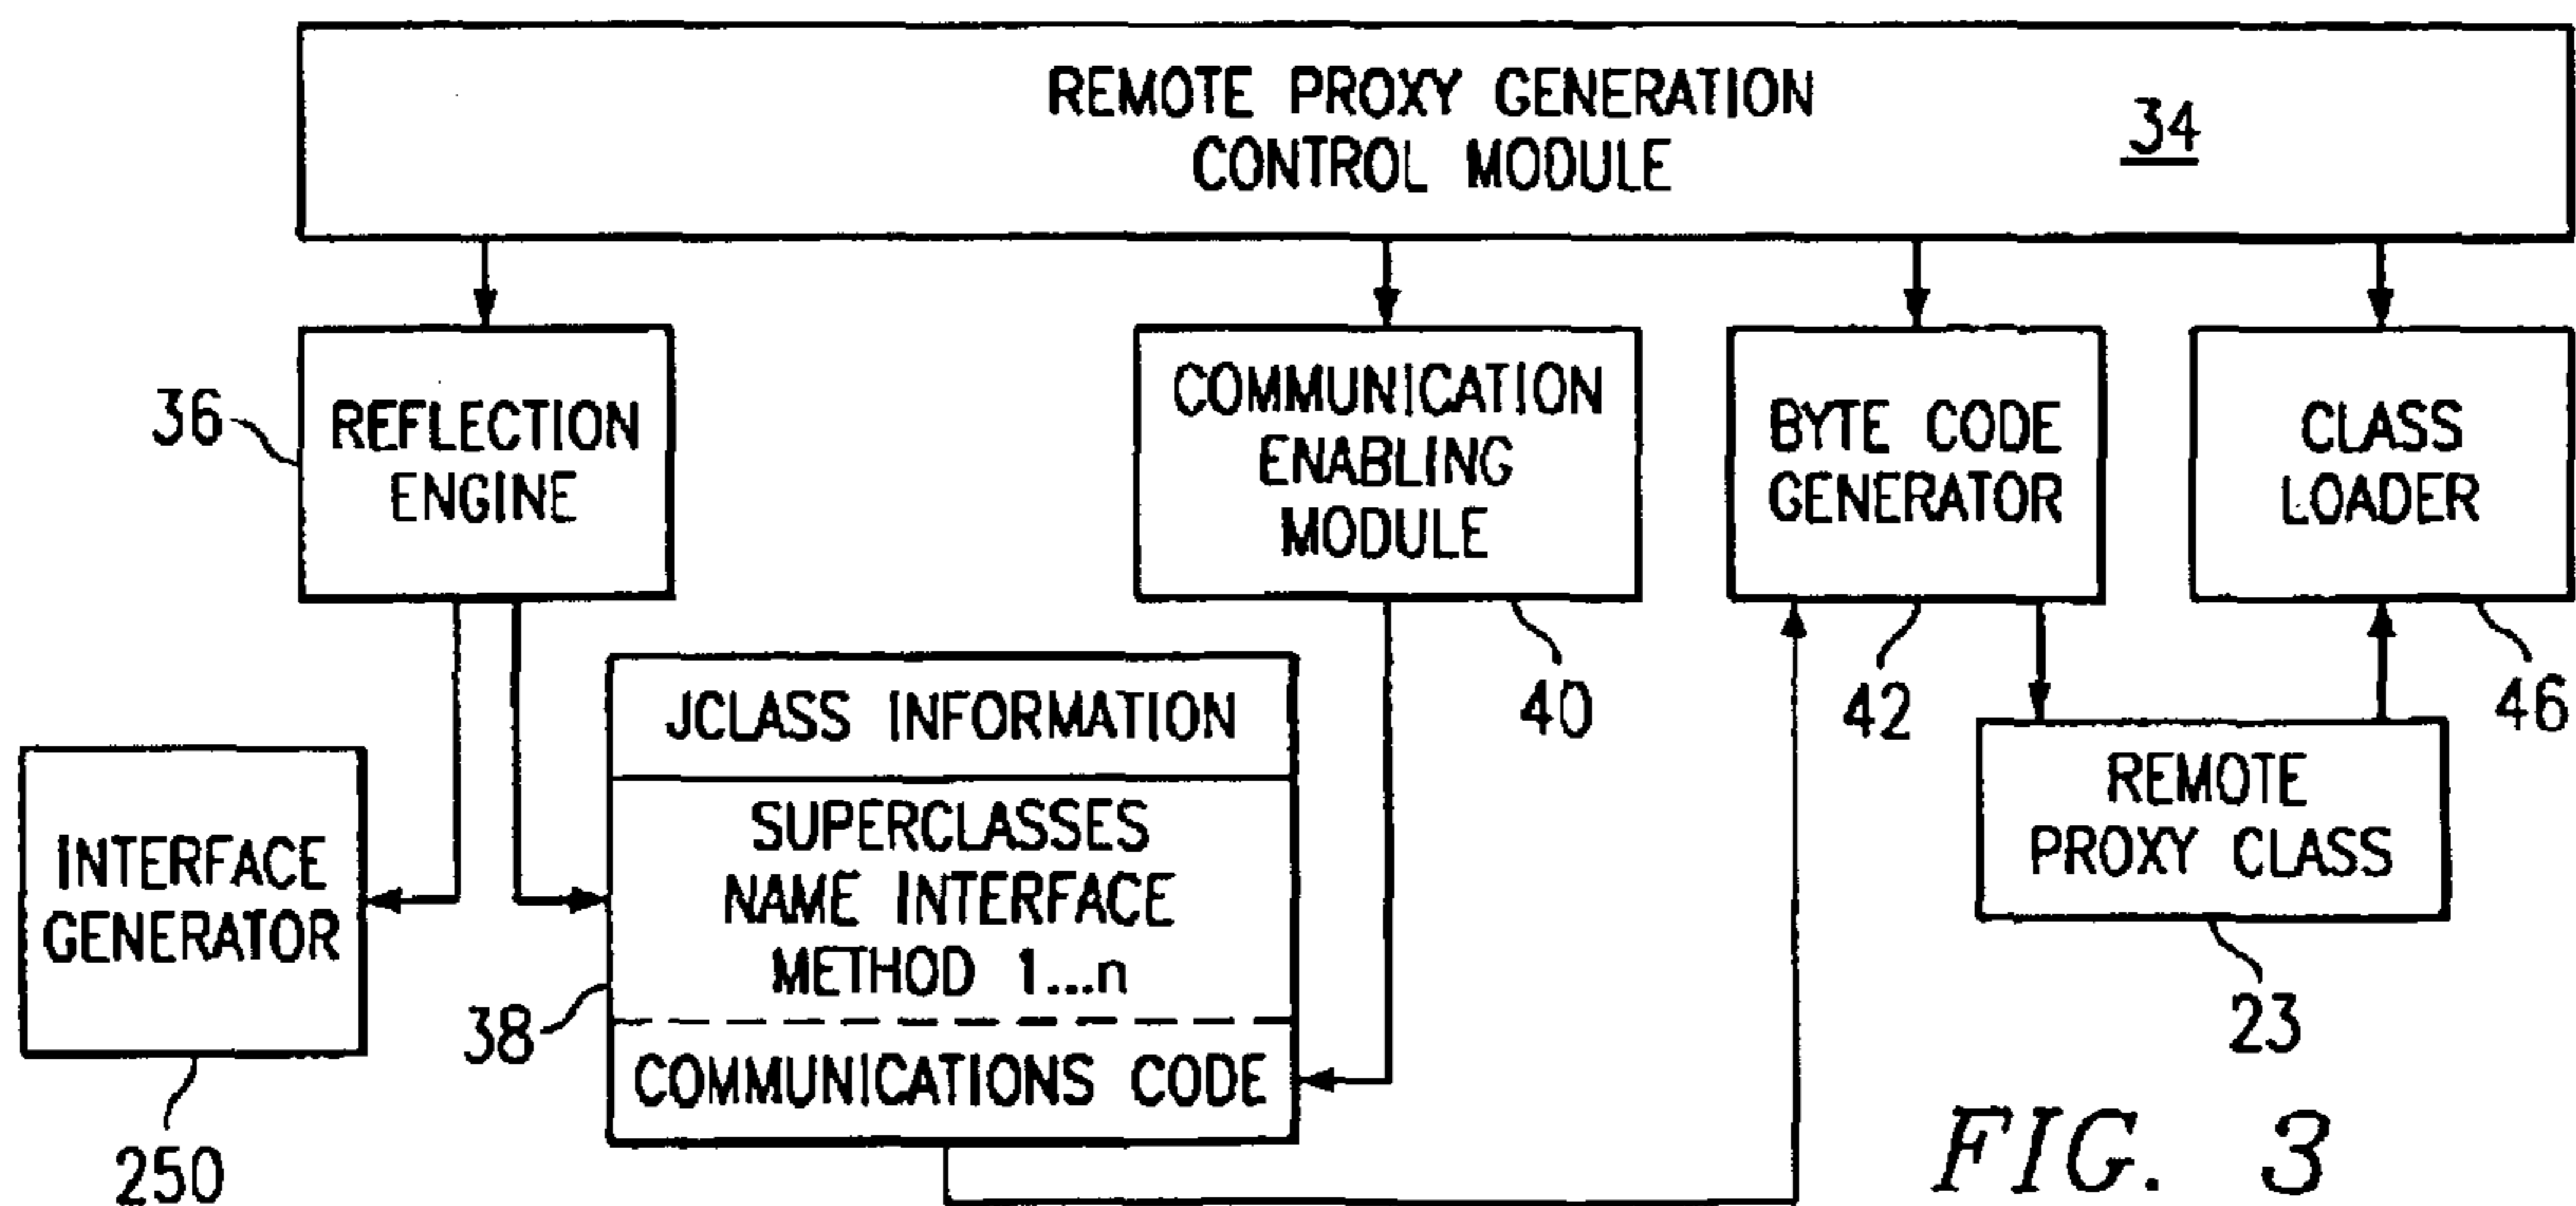 REMOTE PROXY GENERATION
CONTROL MODULE
34
36
REFLECTION
ENGINE
COMMUNICATION
ENABLING
MODULE
40
BYTE CODE
GENERATOR
42
CLASS
LOADER
46
INTERFACE
GENERATOR
250
JCLASS INFORMATION
SUPERCLASSES
NAME INTERFACE
METHOD 1...n
COMMUNICATIONS CODE
38
REMOTE
PROXY CLASS
23
FIG. 3